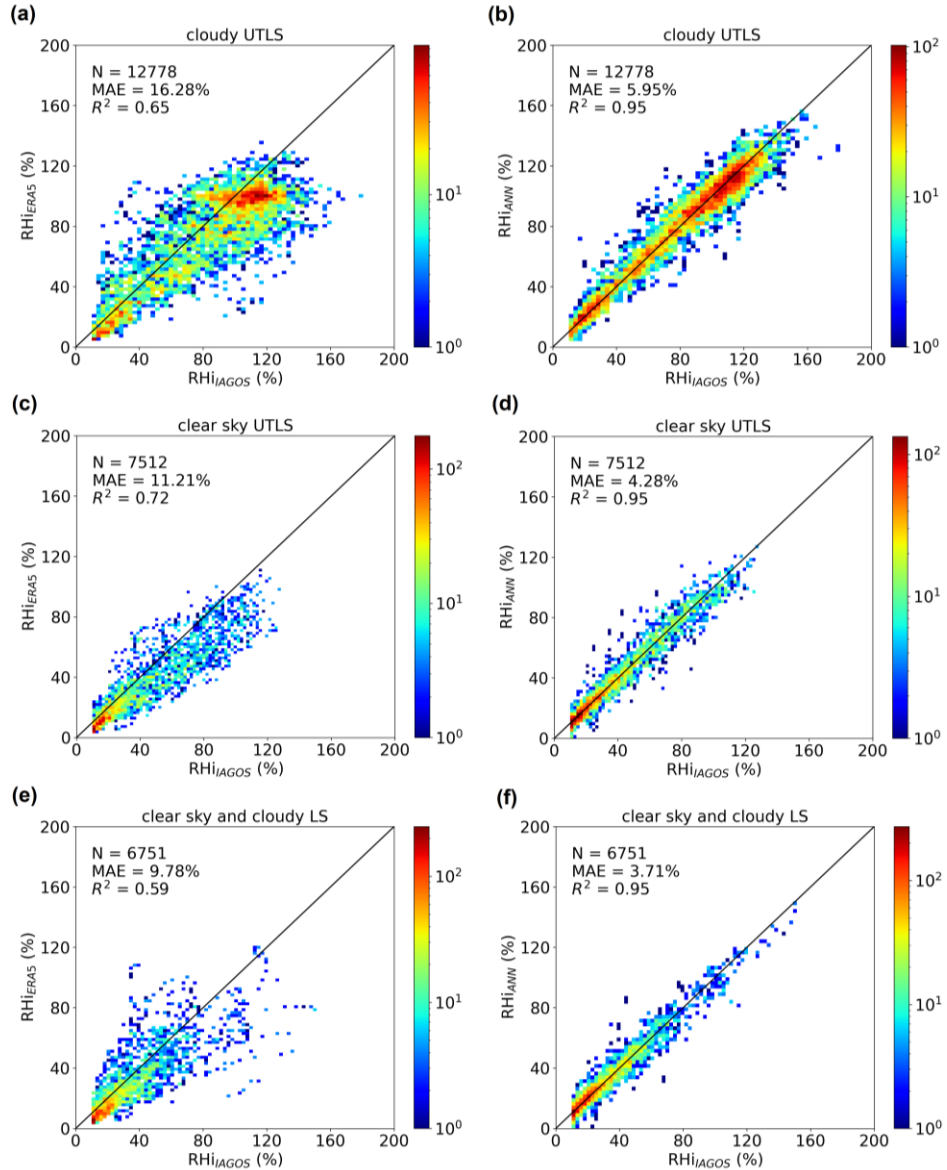 (a)
cloudy UTLS
200
160
120
80
40
0
RHi_ERA5 (%)
N = 12778
MAE = 16.28%
R² = 0.65
0 40 80 120 160 200
RHi_IAGOS (%)
10¹
10⁰
(b)
cloudy UTLS
200
160
120
80
40
0
RHi_ANN (%)
N = 12778
MAE = 5.95%
R² = 0.95
0 40 80 120 160 200
RHi_IAGOS (%)
10²
10¹
10⁰
(c)
clear sky UTLS
200
160
120
80
40
0
RHi_ERA5 (%)
N = 7512
MAE = 11.21%
R² = 0.72
0 40 80 120 160 200
RHi_IAGOS (%)
10²
10¹
10⁰
(d)
clear sky UTLS
200
160
120
80
40
0
RHi_ANN (%)
N = 7512
MAE = 4.28%
R² = 0.95
0 40 80 120 160 200
RHi_IAGOS (%)
10²
10¹
10⁰
(e)
clear sky and cloudy LS
200
160
120
80
40
0
RHi_ERA5 (%)
N = 6751
MAE = 9.78%
R² = 0.59
0 40 80 120 160 200
RHi_IAGOS (%)
10²
10¹
10⁰
(f)
clear sky and cloudy LS
200
160
120
80
40
0
RHi_ANN (%)
N = 6751
MAE = 3.71%
R² = 0.95
0 40 80 120 160 200
RHi_IAGOS (%)
10²
10¹
10⁰